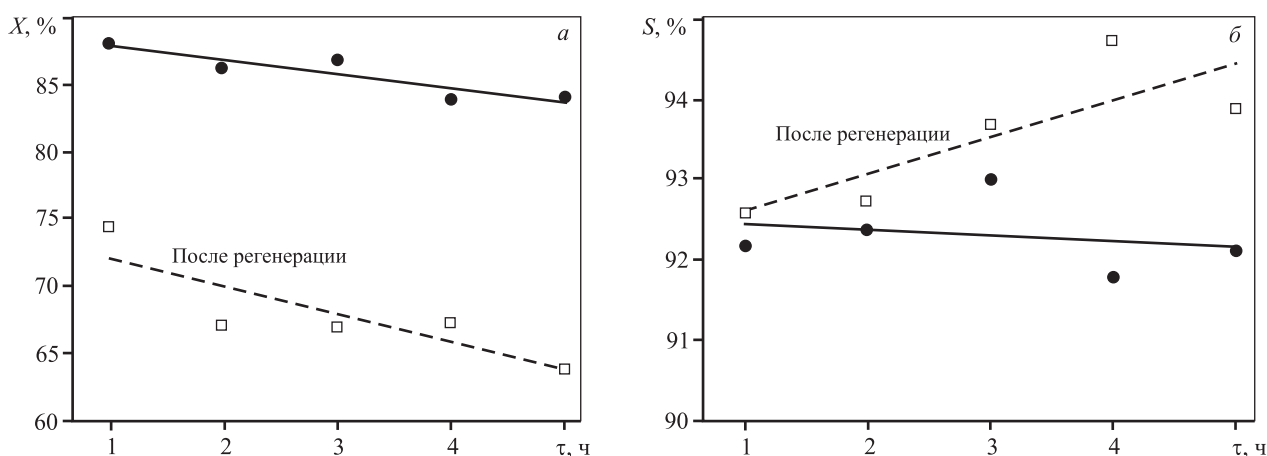 X, %
а
85
80
75
После регенерации
70
65
60
1 2 3 4 τ, ч
S, %
б
94
После регенерации
93
92
91
90
1 2 3 4 τ, ч